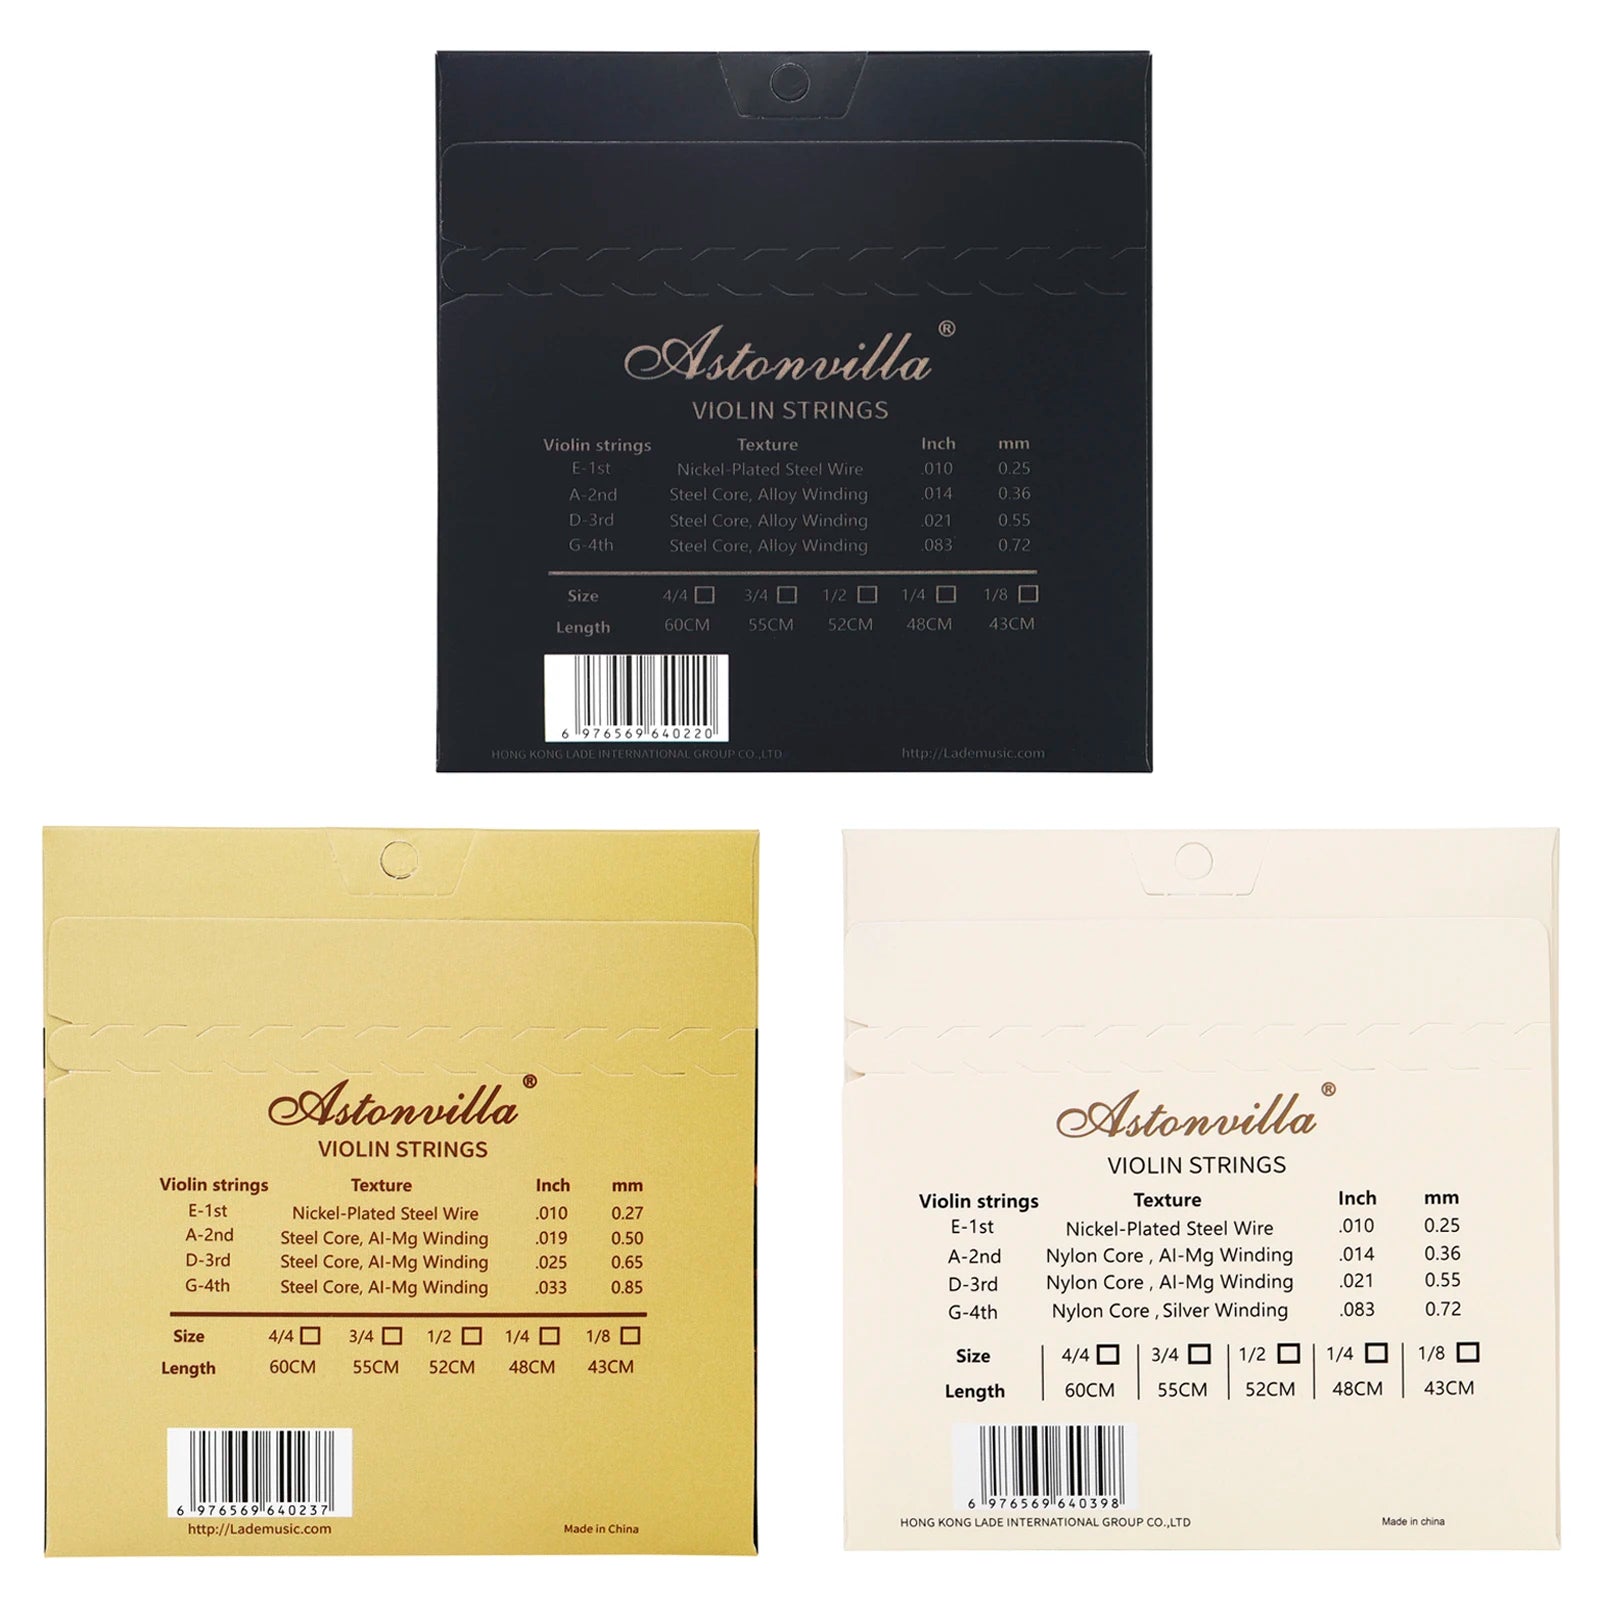 Astonvilla®
VIOLIN STRINGS
Violin strings Texture Inch mm
E-1st Nickel-Plated Steel Wire .010 0.25
A-2nd Steel Core, Alloy Winding .014 0.36
D-3rd Steel Core, Alloy Winding .021 0.55
G-4th Steel Core, Alloy Winding .083 0.72
Size 4/4 3/4 1/2 1/4 1/8
Length 60CM 55CM 52CM 48CM 43CM
6 976569 640220
HONG KONG LADE INTERNATIONAL GROUP CO.,LTD http://Lademusic.com
Astonvilla®
VIOLIN STRINGS
Violin strings Texture Inch mm
E-1st Nickel-Plated Steel Wire .010 0.27
A-2nd Steel Core, Al-Mg Winding .019 0.50
D-3rd Steel Core, Al-Mg Winding .025 0.65
G-4th Steel Core, Al-Mg Winding .033 0.85
Size 4/4 3/4 1/2 1/4 1/8
Length 60CM 55CM 52CM 48CM 43CM
6 976569 640237
http://Lademusic.com Made in China
Astonvilla®
VIOLIN STRINGS
Violin strings Texture Inch mm
E-1st Nickel-Plated Steel Wire .010 0.25
A-2nd Nylon Core , Al-Mg Winding .014 0.36
D-3rd Nylon Core , Al-Mg Winding .021 0.55
G-4th Nylon Core , Silver Winding .083 0.72
Size 4/4 3/4 1/2 1/4 1/8
Length 60CM 55CM 52CM 48CM 43CM
6 976569 640398
HONG KONG LADE INTERNATIONAL GROUP CO.,LTD Made in china